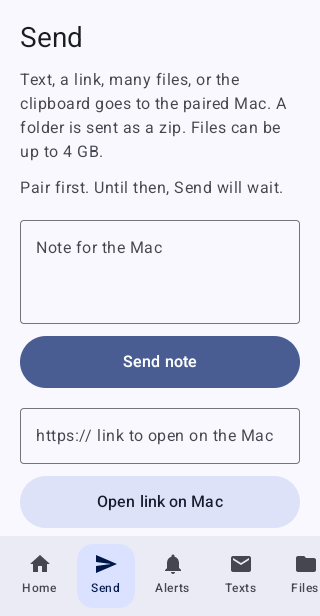 Send
Text, a link, many files, or the
clipboard goes to the paired Mac. A
folder is sent as a zip. Files can be
up to 4 GB.
Pair first. Until then, Send will wait.
Note for the Mac
Send note
https:// link to open on the Mac
Open link on Mac
Home
Send
Alerts
Texts
Files